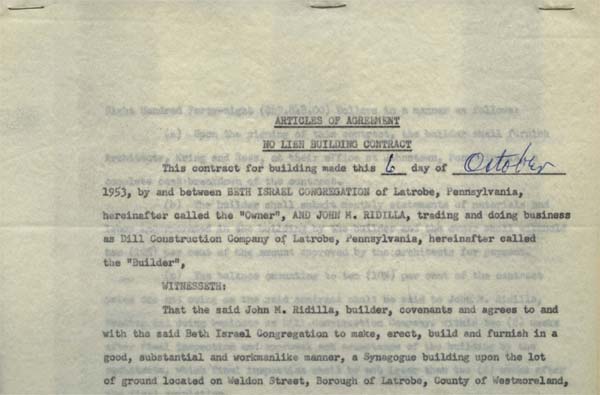 ARTICLES OF AGREEMENT
NO LIEN BUILDING CONTRACT
This contract for building made this 6 day of October
1953, by and between BETH ISRAEL CONGREGATION of Latrobe, Pennsylvania,
hereinafter called the "Owner", AND JOHN M. RIDILLA, trading and doing business
as Dill Construction Company of Latrobe, Pennsylvania, hereinafter called
the "Builder",
WITNESSETH:
That the said John M. Ridilla, builder, covenants and agrees to and
with the said Beth Israel Congregation to make, erect, build and furnish in a
good, substantial and workmanlike manner, a Synagogue building upon the lot
of ground located on Weldon Street, Borough of Latrobe, County of Westmoreland,